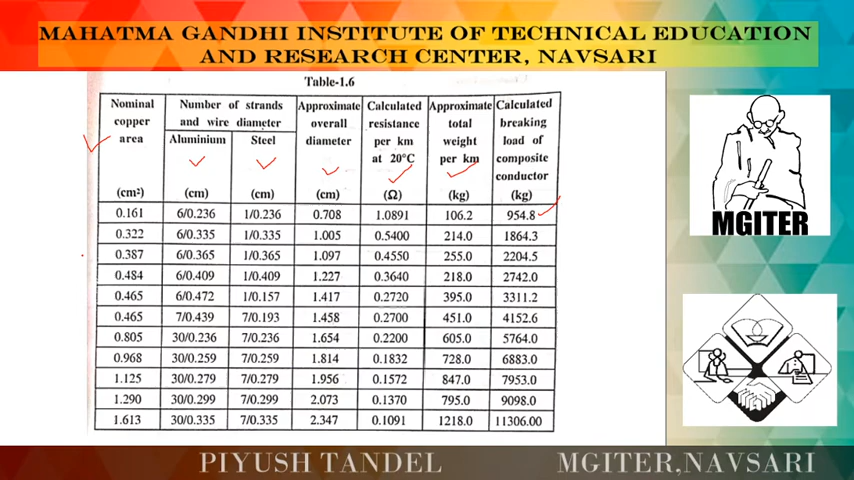 MAHATMA GANDHI INSTITUTE OF TECHNICAL EDUCATION
AND RESEARCH CENTER, NAVSARI
Table-1.6
Nominal copper area (cm²) | Number of strands and wire diameter Aluminium (cm) | Steel (cm) | Approximate overall diameter (cm) | Calculated resistance per km at 20°C (Ω) | Approximate total weight per km (kg) | Calculated breaking load of composite conductor (kg)
0.161 6/0.236 1/0.236 0.708 1.0891 106.2 954.8
0.322 6/0.335 1/0.335 1.005 0.5400 214.0 1864.3
0.387 6/0.365 1/0.365 1.097 0.4550 255.0 2204.5
0.484 6/0.409 1/0.409 1.227 0.3640 218.0 2742.0
0.465 6/0.472 1/0.157 1.417 0.2720 395.0 3311.2
0.465 7/0.439 7/0.193 1.458 0.2700 451.0 4152.6
0.805 30/0.236 7/0.236 1.654 0.2200 605.0 5764.0
0.968 30/0.259 7/0.259 1.814 0.1832 728.0 6883.0
1.125 30/0.279 7/0.279 1.956 0.1572 847.0 7953.0
1.290 30/0.299 7/0.299 2.073 0.1370 795.0 9098.0
1.613 30/0.335 7/0.335 2.347 0.1091 1218.0 11306.00
MGITER
PIYUSH TANDEL MGITER,NAVSARI